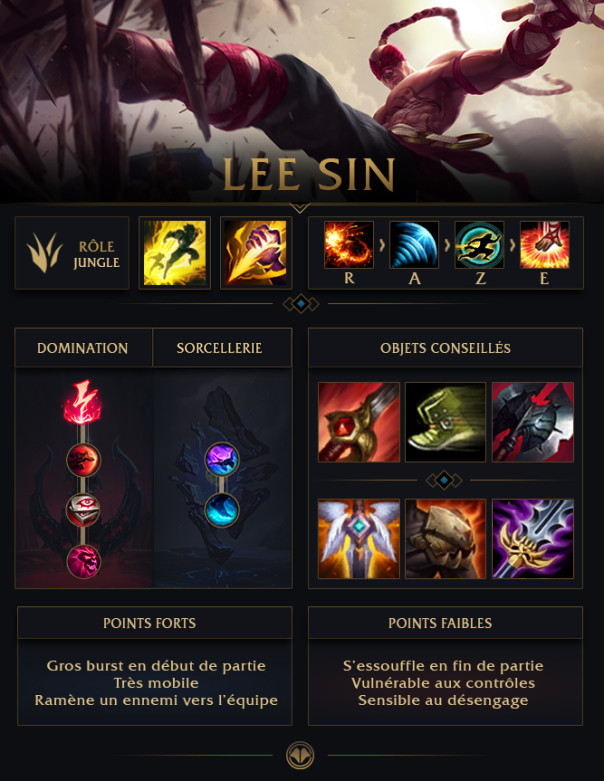 LEE SIN
RÔLE
JUNGLE
R
A
Z
E
DOMINATION
SORCELLERIE
OBJETS CONSEILLÉS
POINTS FORTS
Gros burst en début de partie
Très mobile
Ramène un ennemi vers l'équipe
POINTS FAIBLES
S'essouffle en fin de partie
Vulnérable aux contrôles
Sensible au désengage